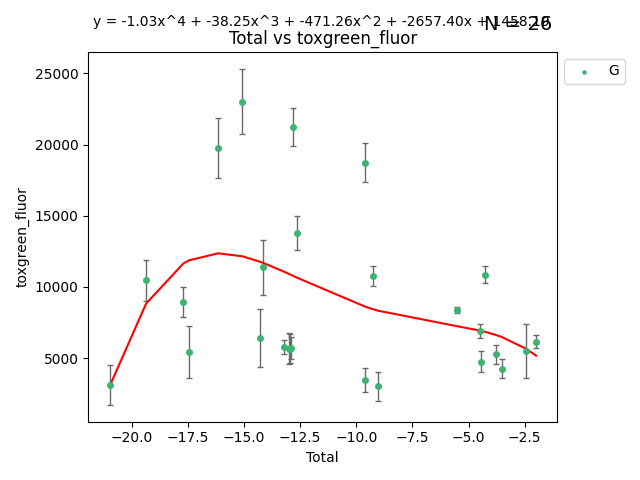 y = -1.03x^4 + -38.25x^3 + -471.26x^2 + -2657.40x +
N = 26
Total vs toxgreen_fluor
G
25000
20000
15000
10000
5000
toxgreen_fluor
−20.0 −17.5 −15.0 −12.5 −10.0 −7.5 −5.0 −2.5
Total